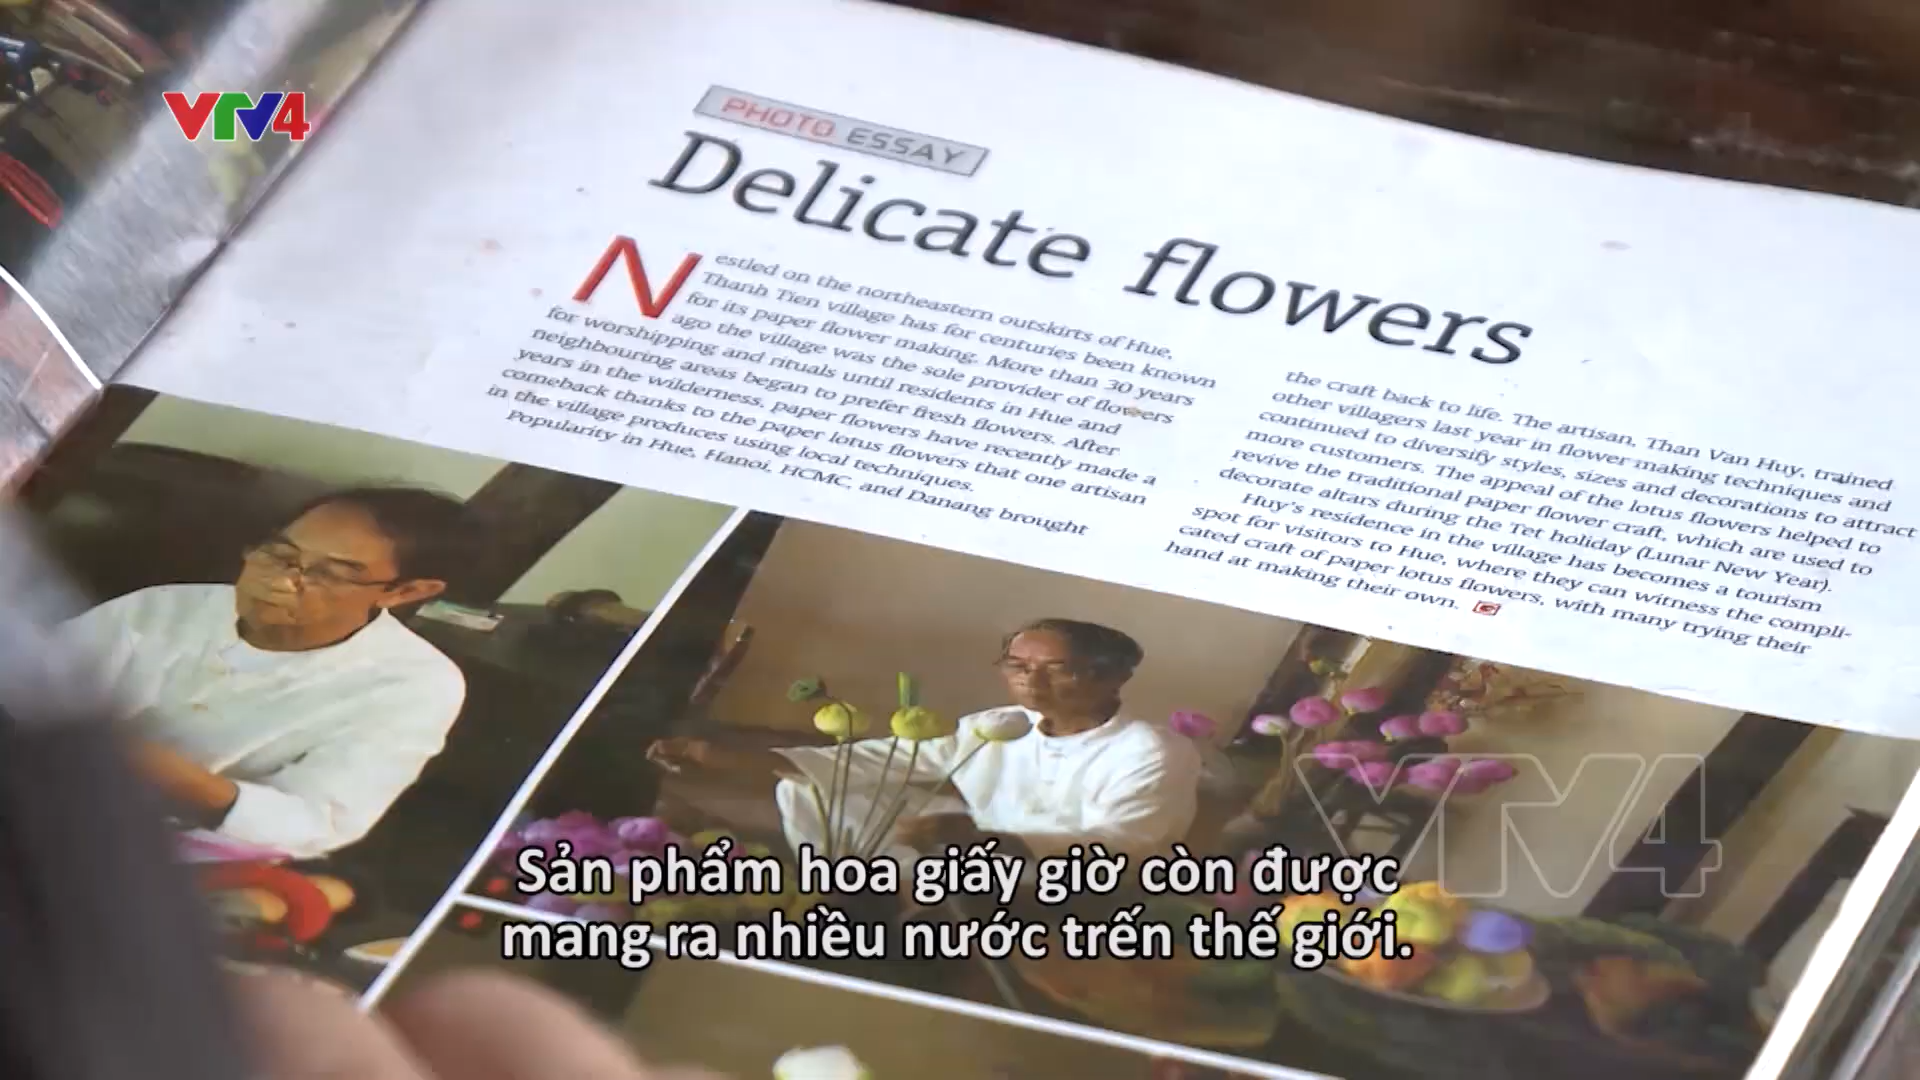 VTV4
PHOTO ESSAY
Delicate flowers
Nestled on the northeastern outskirts of Hue,
Thanh Tien village has for centuries been known
for its paper flower making. More than 30 years
ago the village was the sole provider of flowers
for worshipping and rituals until residents in Hue and
neighbouring areas began to prefer fresh flowers. After
years in the wilderness, paper flowers have recently made a
comeback thanks to the paper lotus flowers that one artisan
in the village produces using local techniques.
Popularity in Hue, Hanoi, HCMC, and Danang brought
the craft back to life. The artisan, Than Van Huy, trained
other villagers last year in flower making techniques and
continued to diversify styles, sizes and decorations to attract
more customers. The appeal of the lotus flowers helped to
revive the traditional paper flower craft, which are used to
decorate altars during the Tet holiday (Lunar New Year).
Huy's residence in the village has becomes a tourism
spot for visitors to Hue, where they can witness the compli-
cated craft of paper lotus flowers, with many trying their
hand at making their own.
VTV4
Sản phẩm hoa giấy giờ còn được
mang ra nhiều nước trến thế giới.